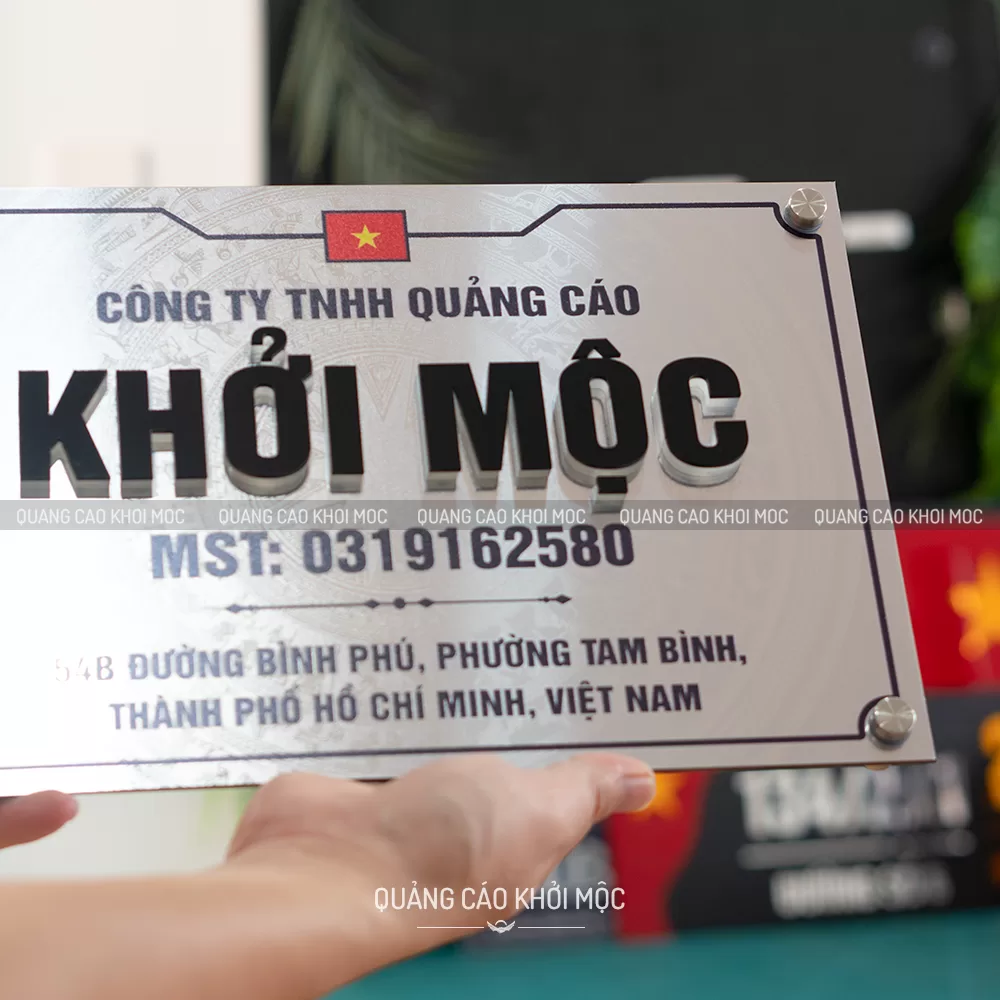 CÔNG TY TNHH QUẢNG CÁO
KHỞI MỘC
QUANG CAO KHOI MOC QUANG CAO KHOI MOC QUANG CAO KHOI MOC QUANG CAO KHOI MOC QUANG CAO KHOI MOC
MST: 0319162580
54B ĐƯỜNG BÌNH PHÚ, PHƯỜNG TAM BÌNH,
THÀNH PHỐ HỒ CHÍ MINH, VIỆT NAM
QUẢNG CÁO KHỞI MỘC